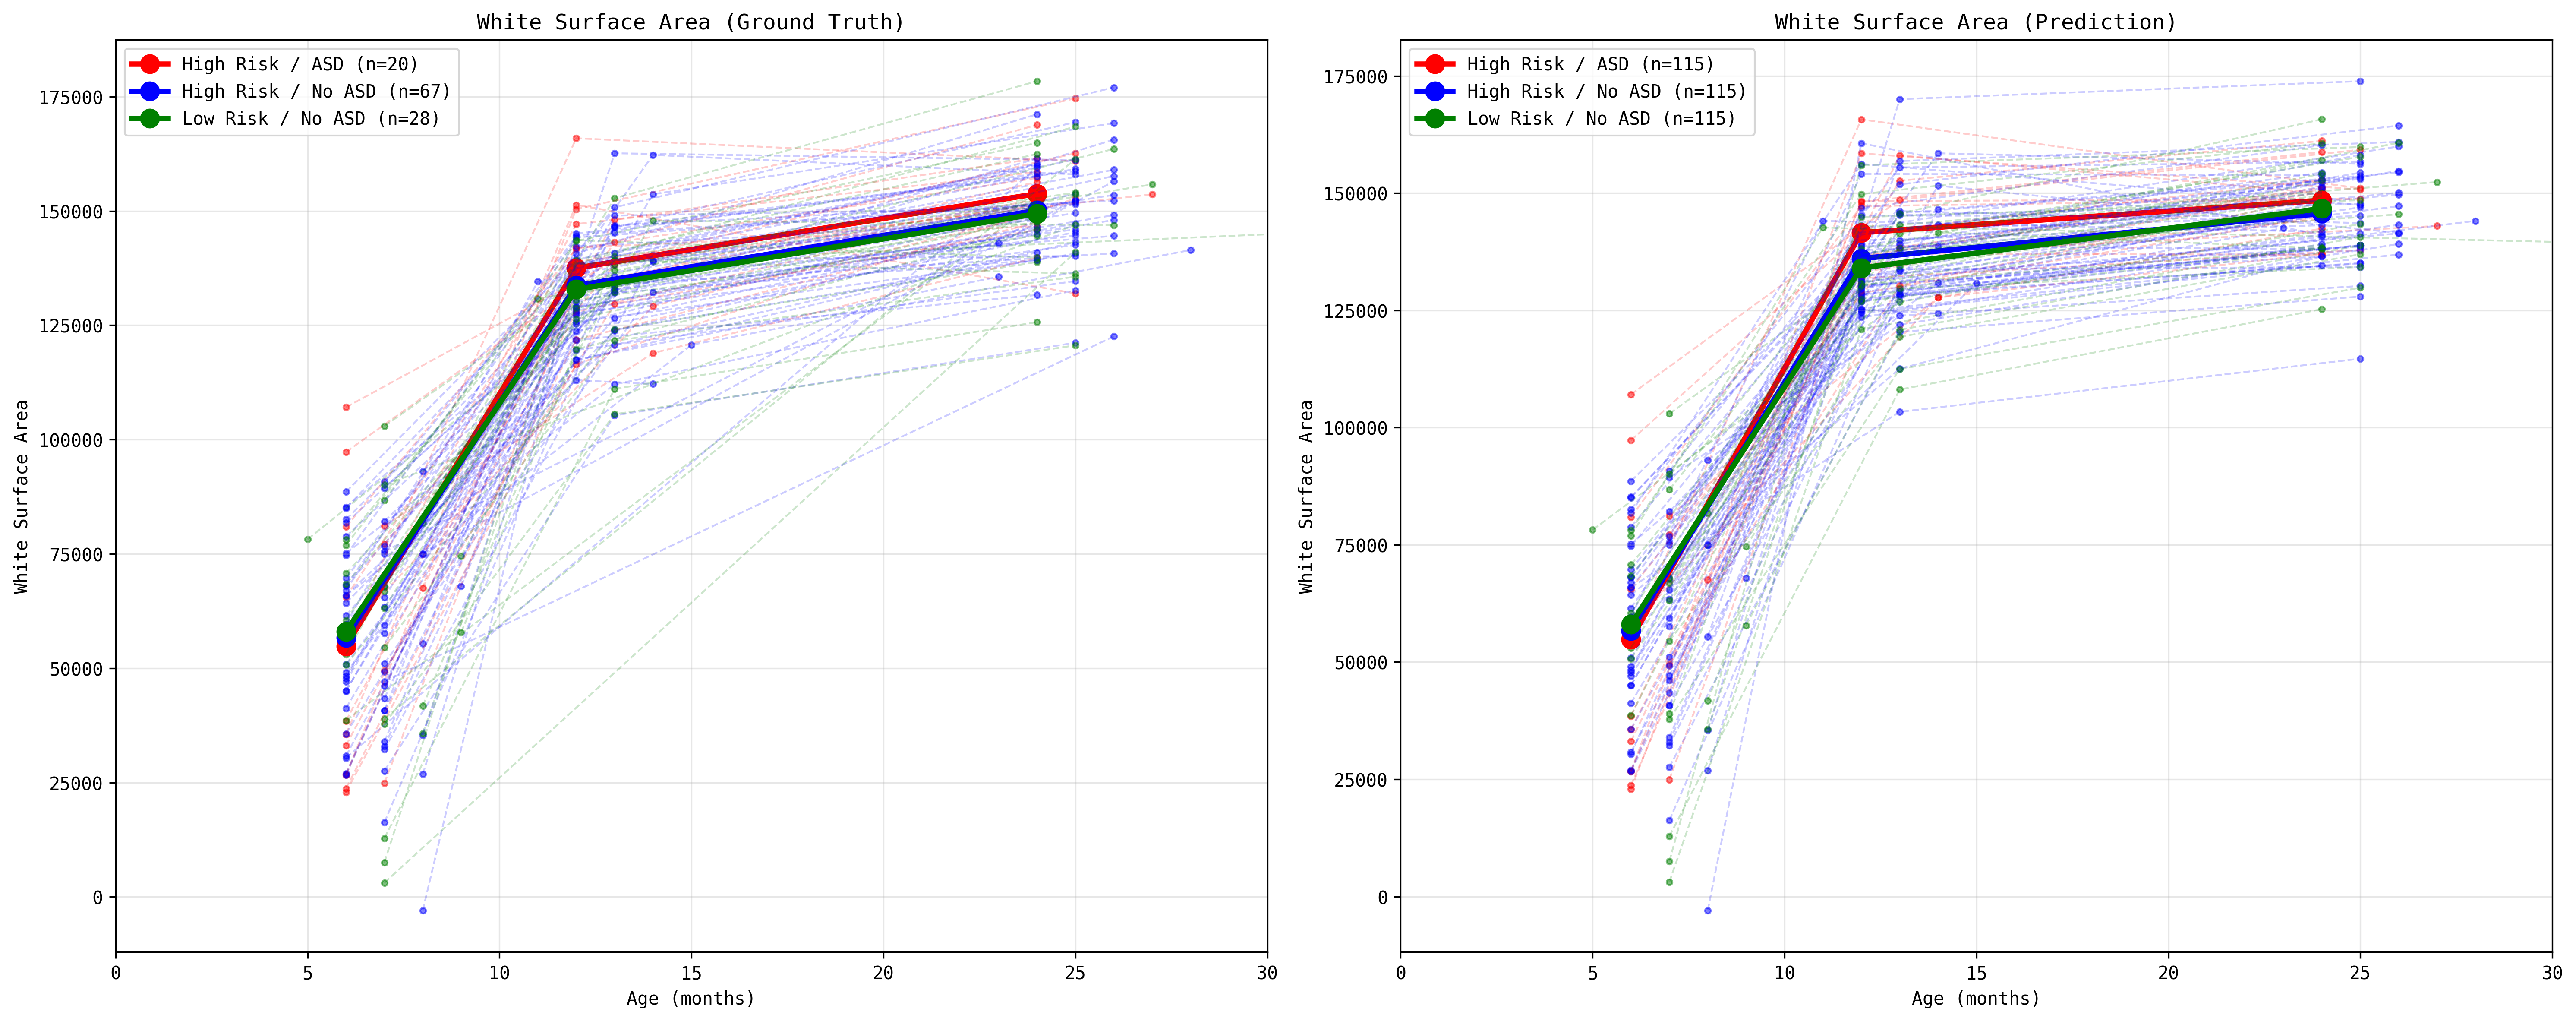 White Surface Area (Ground Truth)
High Risk / ASD (n=20)
High Risk / No ASD (n=67)
Low Risk / No ASD (n=28)
White Surface Area
175000
150000
125000
100000
75000
50000
25000
0
0 5 10 15 20 25 30
Age (months)
White Surface Area (Prediction)
High Risk / ASD (n=115)
High Risk / No ASD (n=115)
Low Risk / No ASD (n=115)
White Surface Area
175000
150000
125000
100000
75000
50000
25000
0
0 5 10 15 20 25 30
Age (months)